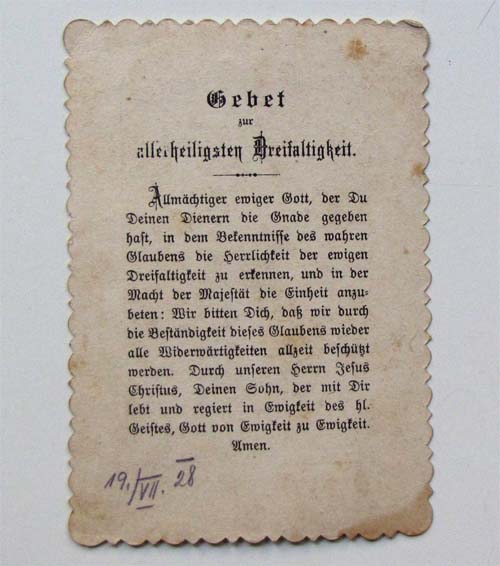 Gebet
zur
allerheiligsten Dreifaltigkeit.
Allmächtiger ewiger Gott, der Du
Deinen Dienern die Gnade gegeben
hast, in dem Bekenntnisse des wahren
Glaubens die Herrlichkeit der ewigen
Dreifaltigkeit zu erkennen, und in der
Macht der Majestät die Einheit anzu-
beten: Wir bitten Dich, daß wir durch
die Beständigkeit dieses Glaubens wieder
alle Widerwärtigkeiten allzeit beschützt
werden. Durch unseren Herrn Jesus
Christus, Deinen Sohn, der mit Dir
lebt und regiert in Ewigkeit des hl.
Geistes, Gott von Ewigkeit zu Ewigkeit.
Amen.
19./VII. 28